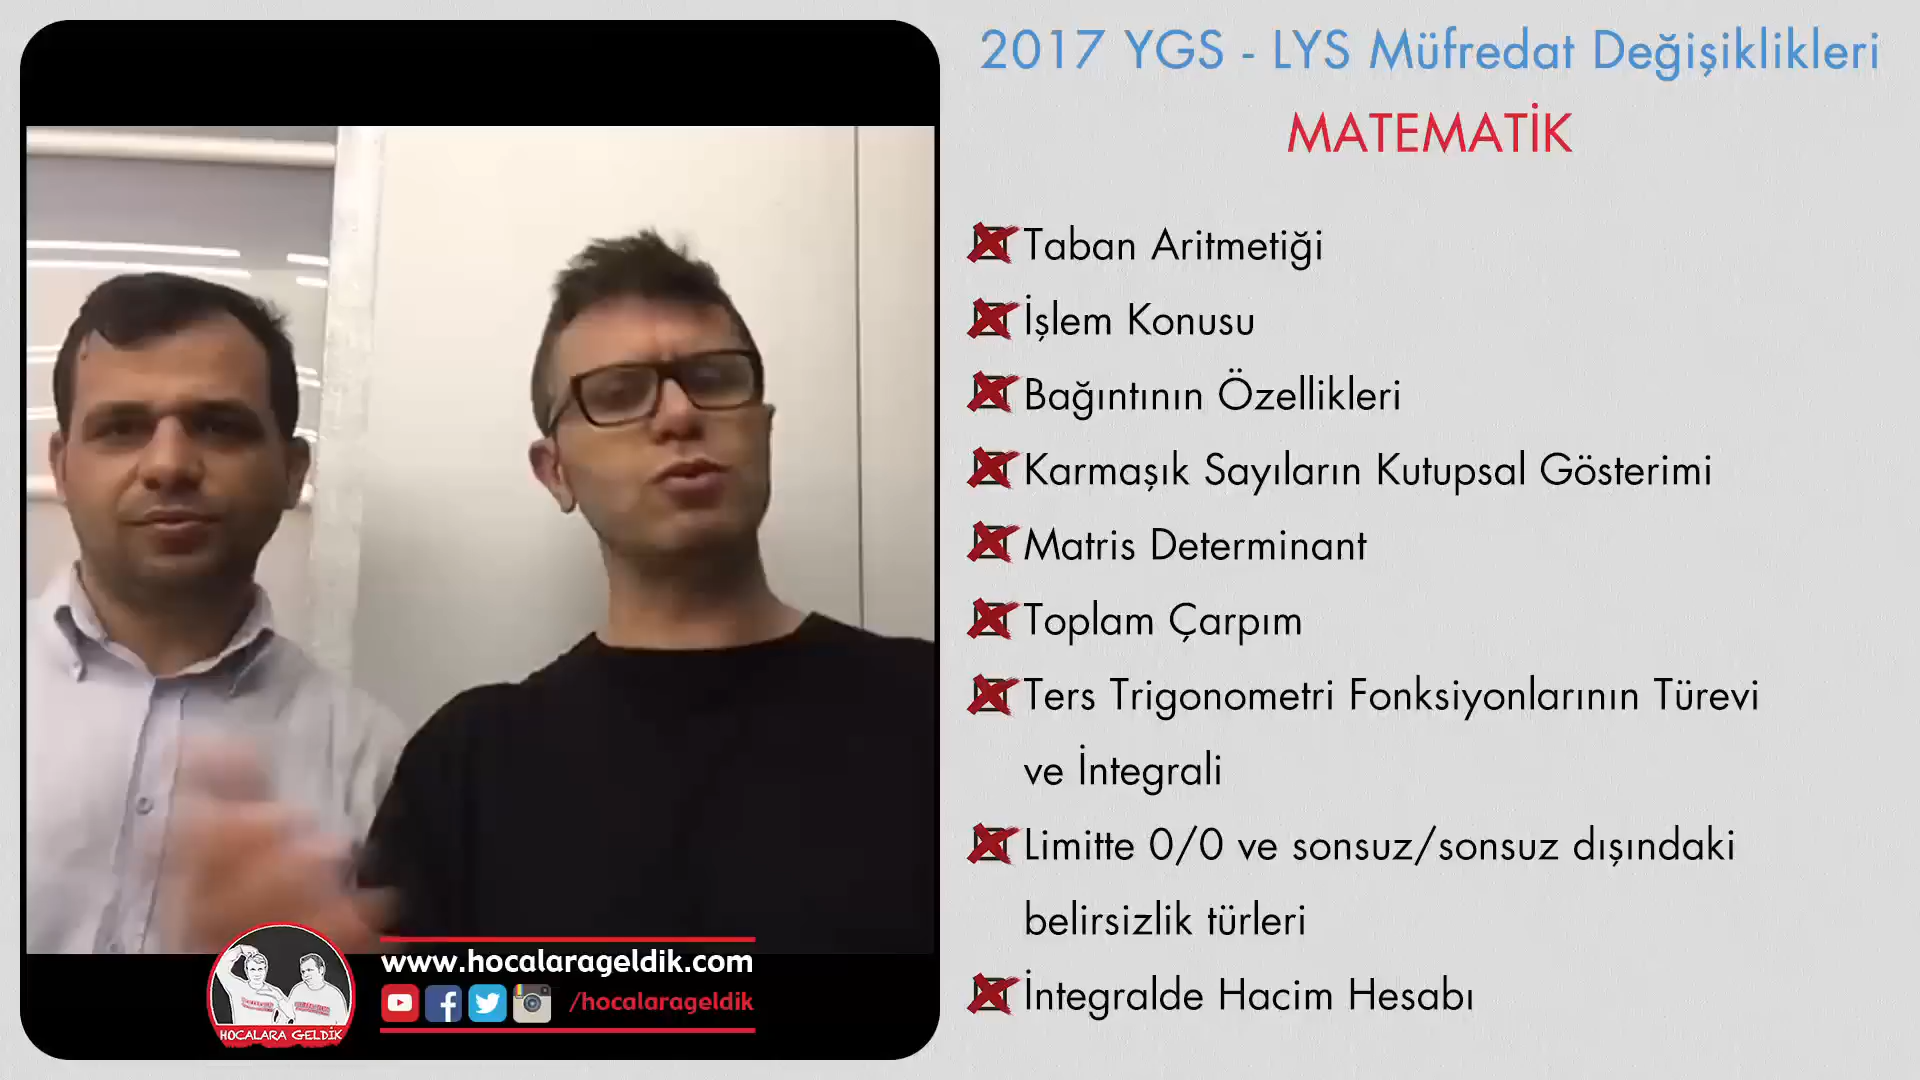 2017 YGS - LYS Müfredat Değişiklikleri
MATEMATİK
Taban Aritmetiği
İşlem Konusu
Bağıntının Özellikleri
Karmaşık Sayıların Kutupsal Gösterimi
Matris Determinant
Toplam Çarpım
Ters Trigonometri Fonksiyonlarının Türevi
ve İntegrali
Limitte 0/0 ve sonsuz/sonsuz dışındaki
belirsizlik türleri
İntegralde Hacim Hesabı
www.hocalarageldik.com
/hocalarageldik
HOCALARA GELDİK